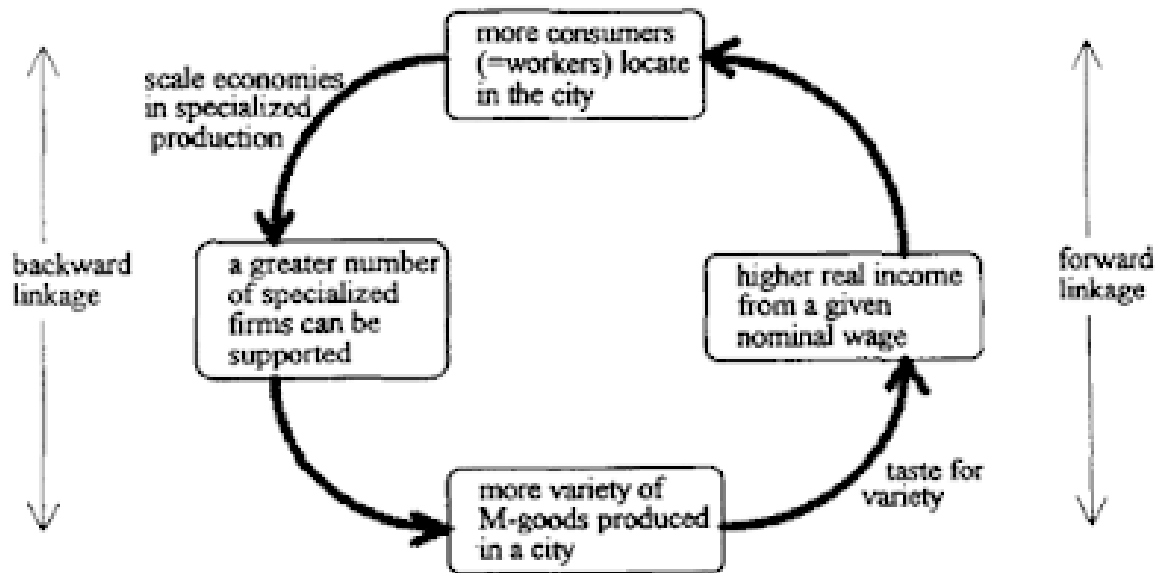 more consumers
(=workers) locate
in the city
scale economies
in specialized
production
backward
linkage
a greater number
of specialized
firms can be
supported
higher real income
from a given
nominal wage
forward
linkage
taste for
variety
more variety of
M-goods produced
in a city